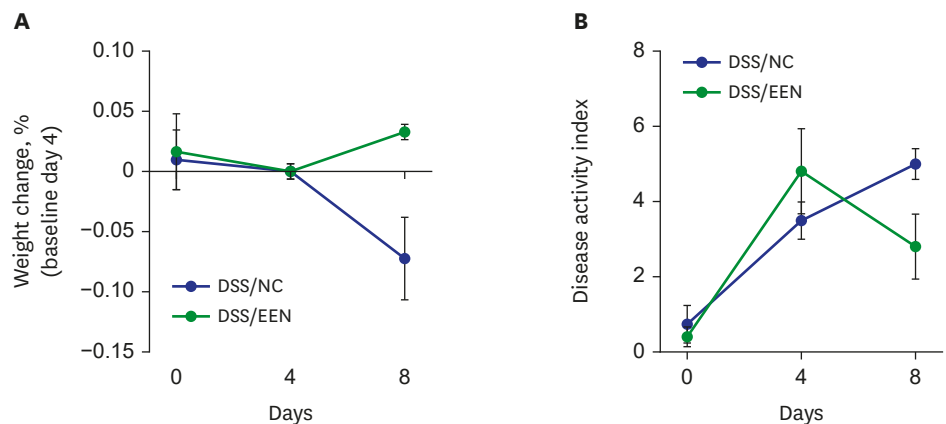 A
Weight change, %
(baseline day 4)
0.10
0.05
0
−0.05
−0.10
−0.15
DSS/NC
DSS/EEN
0 4 8
Days
B
Disease activity index
8
6
4
2
0
DSS/NC
DSS/EEN
0 4 8
Days